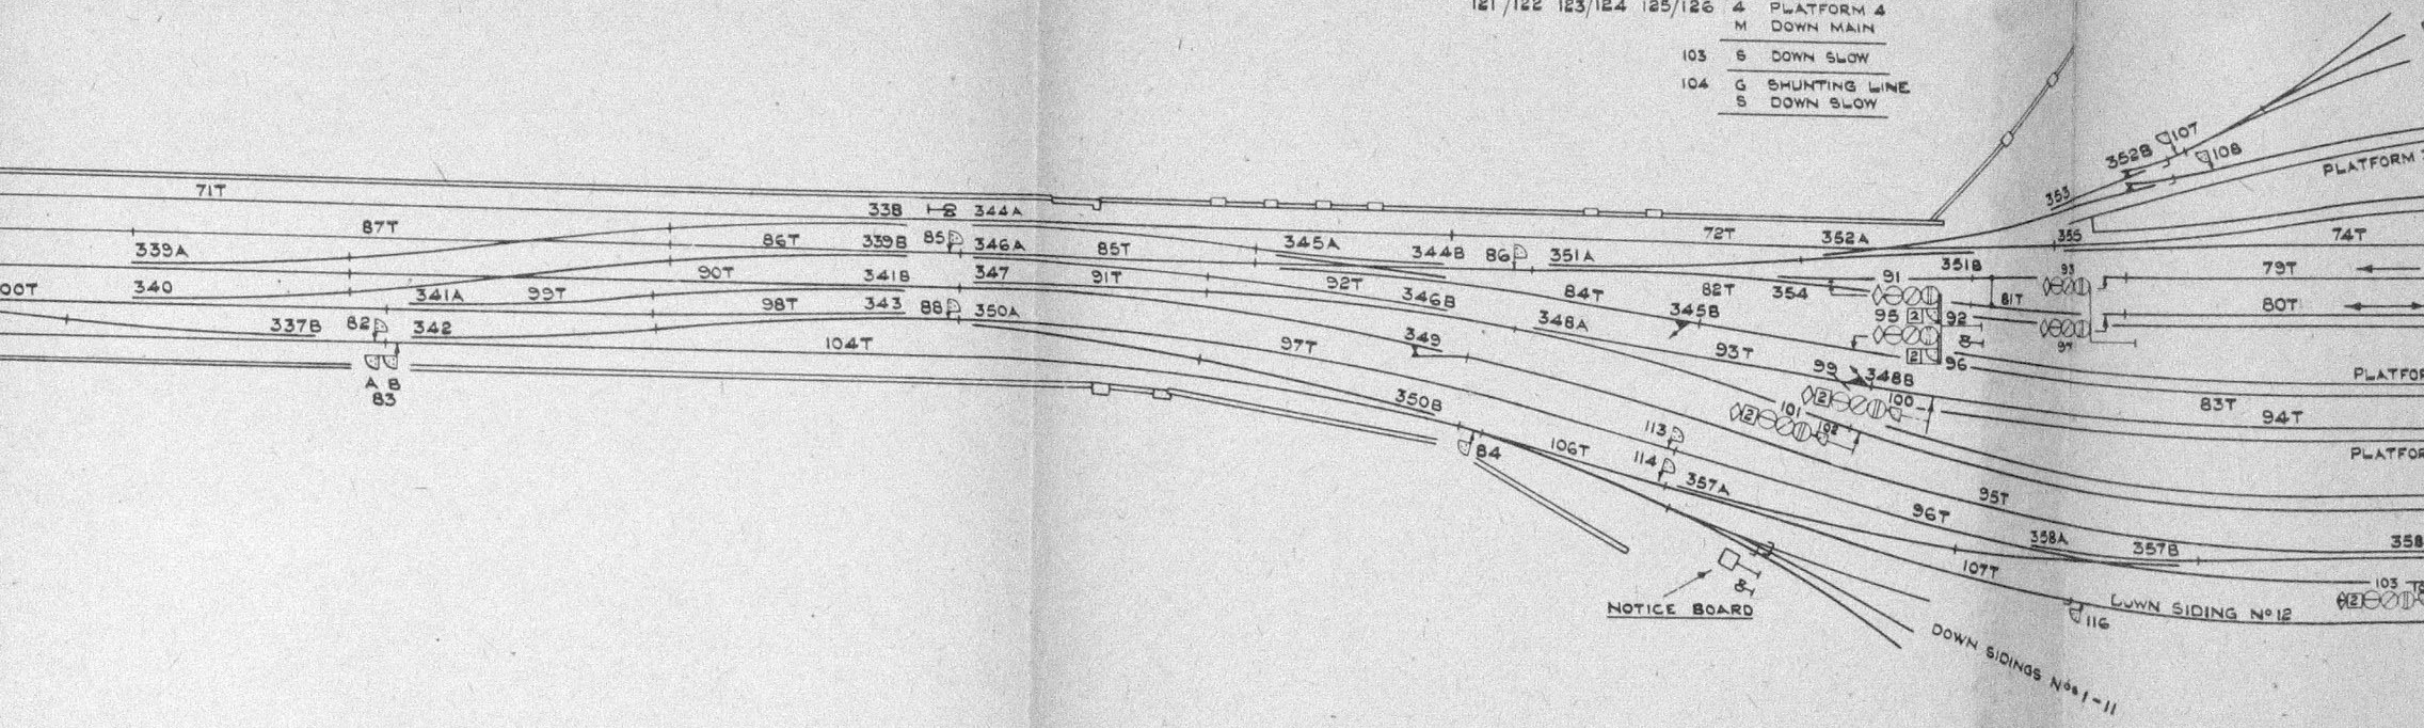 121/122 123/124 125/126 4 PLATFORM 4
M DOWN MAIN
103 S DOWN SLOW
104 G SHUNTING LINE
S DOWN SLOW
107
352B
108
PLATFORM
353
71T
338
344A
87T
86T
339B
85
346A
85T
345A
344B
86
351A
72T
352A
355
74T
339A
351B
340
90T
341B
347
91T
92T
346B
84T
82T
354
91
93
79T
00T
341A
99T
98T
343
88
350A
345B
95
2
92
81T
80T
337B
82
342
348A
97
104T
97T
349
93T
99
348B
2
96
A B
83
PLATFOR
350B
101
2
100
2
102
83T
94T
113
84
106T
114
PLATFOR
357A
95T
96T
358A
357B
358
107T
103
2
NOTICE BOARD
DOWN SIDING No 12
116
DOWN SIDINGS Nos 1-11